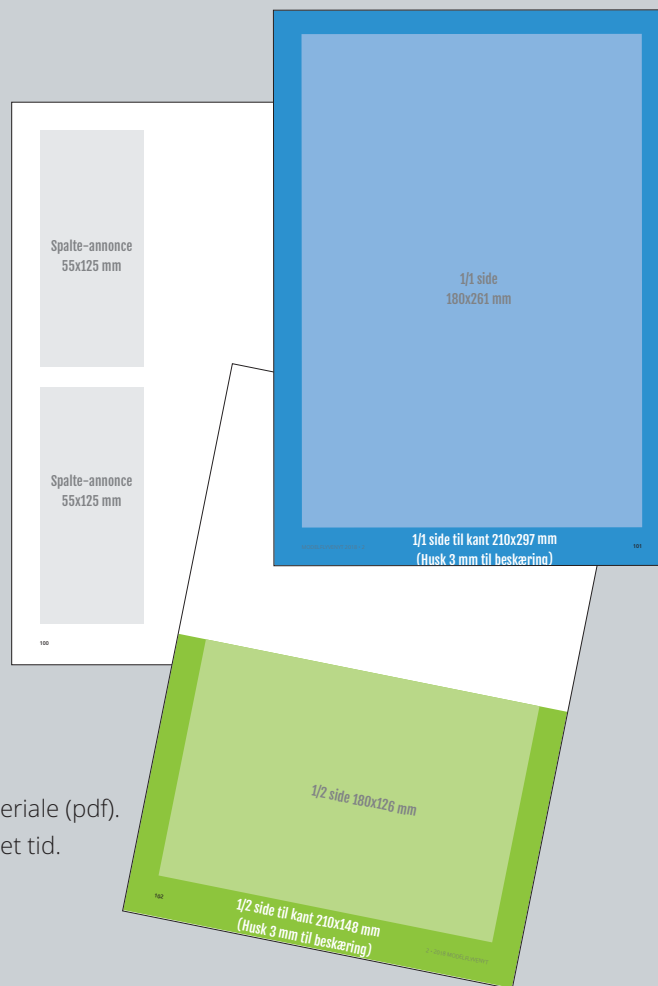 Spalte-annonce
55x125 mm
Spalte-annonce
55x125 mm
100
1/1 side
180x261 mm
1/1 side til kant 210x297 mm
(Husk 3 mm til beskæring)
101
1/2 side 180x126 mm
102
1/2 side til kant 210x148 mm
(Husk 3 mm til beskæring)
eriale (pdf).
et tid.